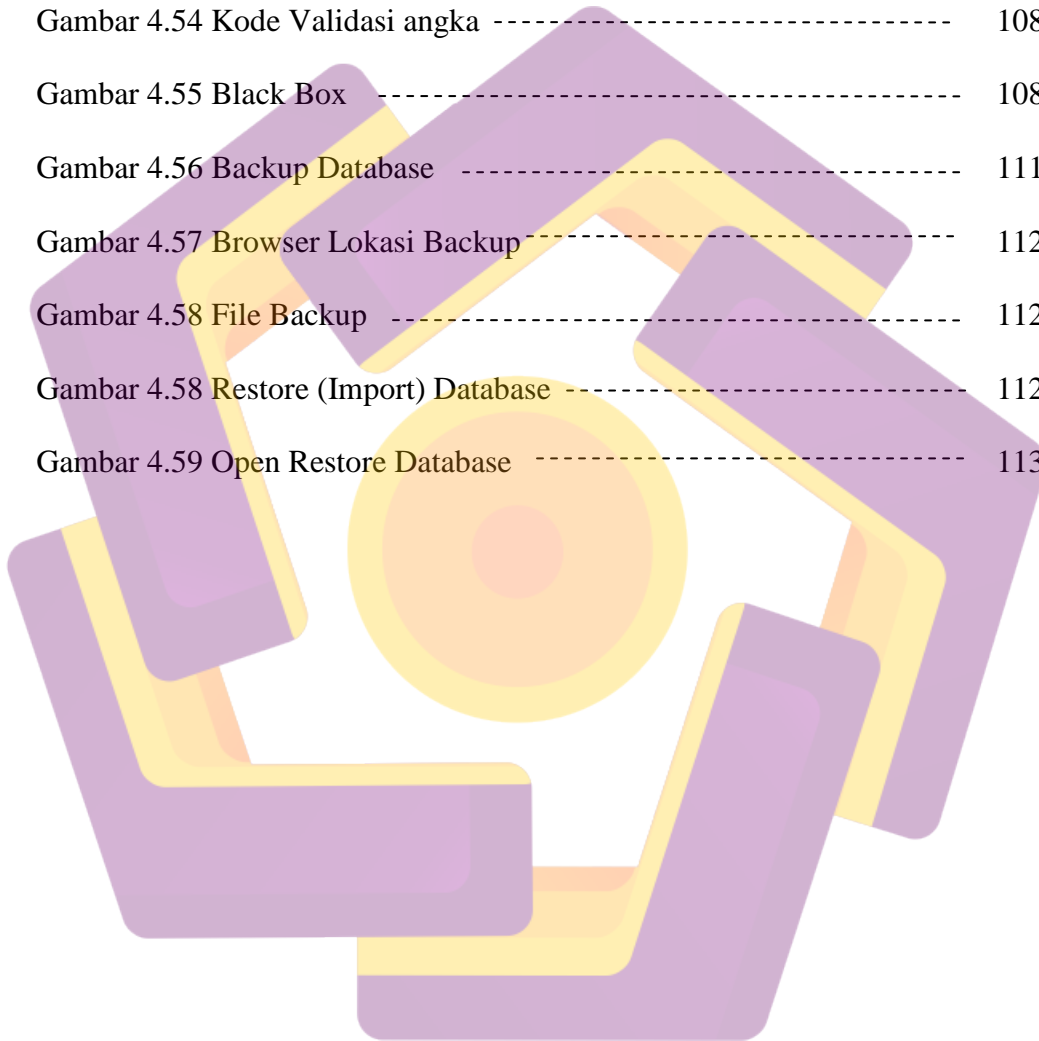 Gambar 4.54 Kode Validasi angka ---------------------------------- 108
Gambar 4.55 Black Box ------------------------------------------- 108
Gambar 4.56 Backup Database ------------------------------------- 111
Gambar 4.57 Browser Lokasi Backup -------------------------------- 112
Gambar 4.58 File Backup ------------------------------------------ 112
Gambar 4.58 Restore (Import) Database ------------------------------ 112
Gambar 4.59 Open Restore Database -------------------------------- 113